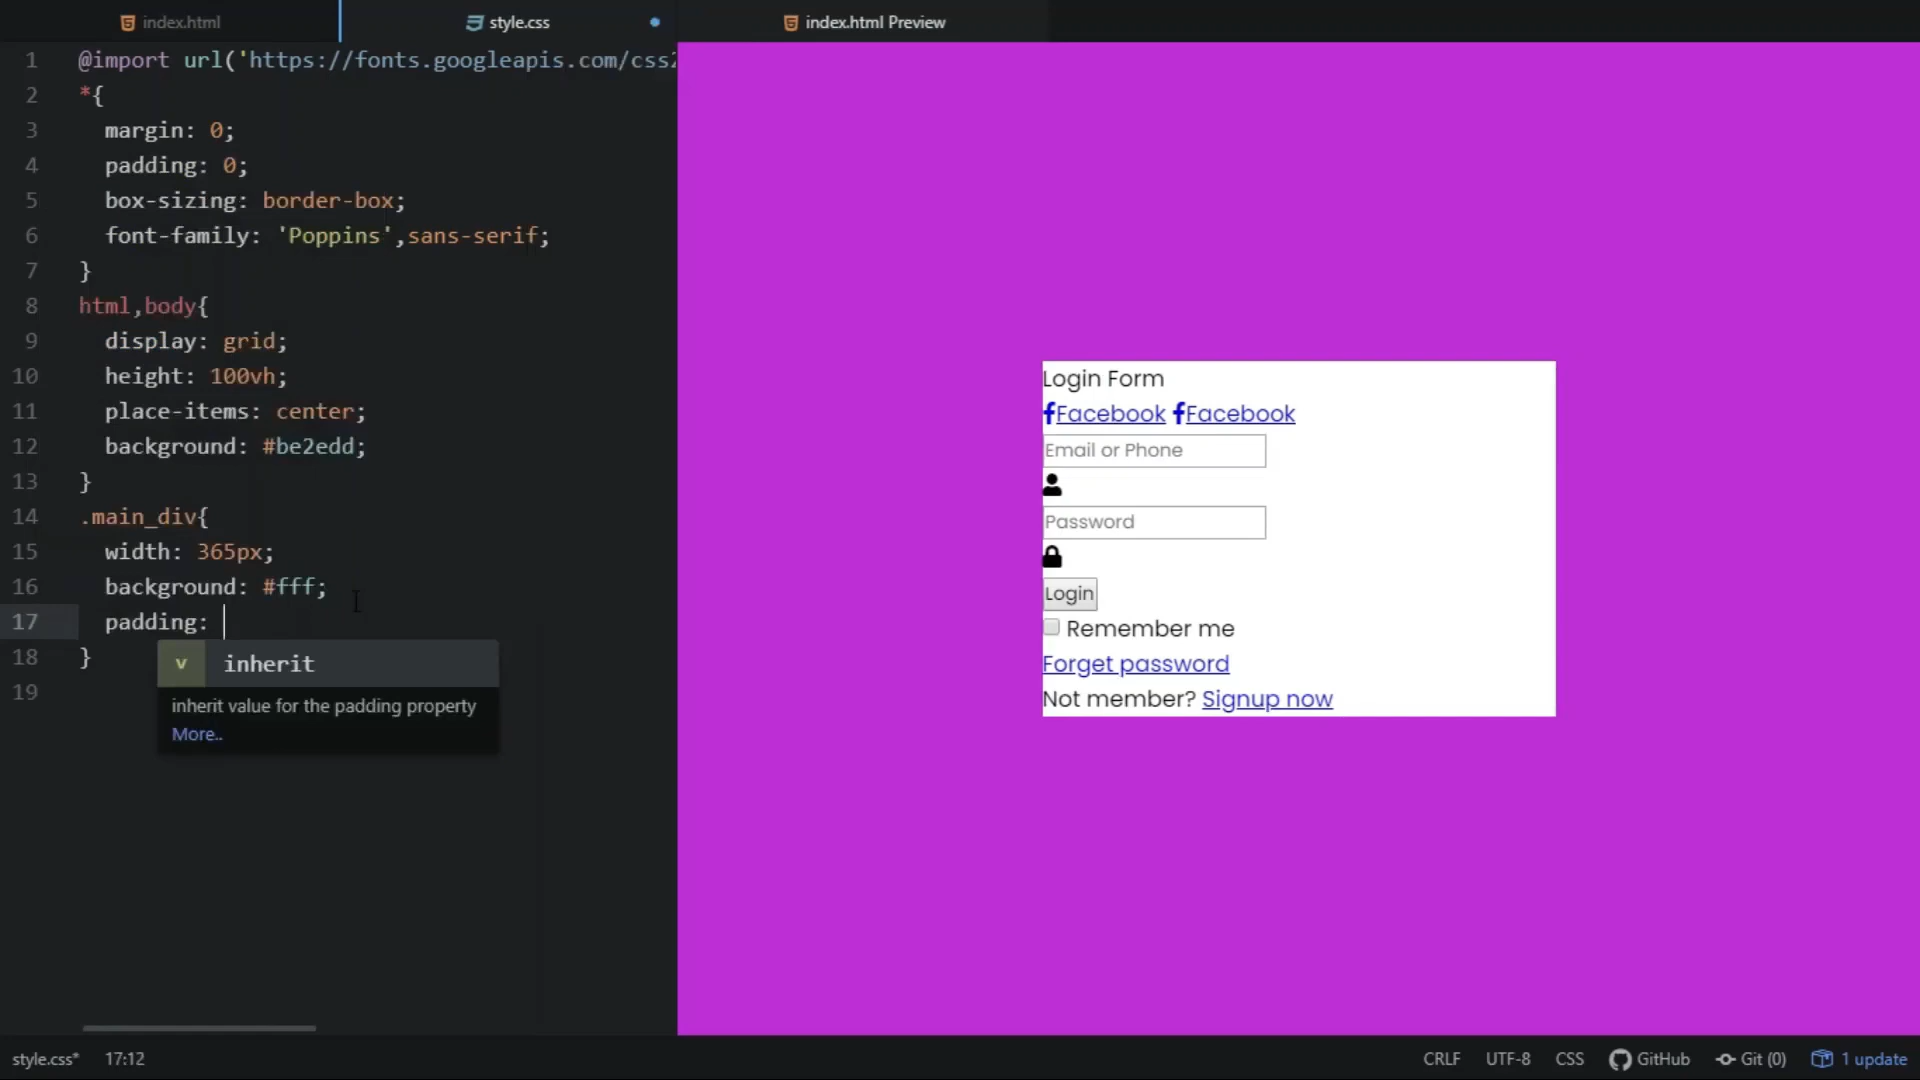 index.html
style.css
index.html Preview
1 @import url('https://fonts.googleapis.com/css2
2 *{
3 margin: 0;
4 padding: 0;
5 box-sizing: border-box;
6 font-family: 'Poppins',sans-serif;
7 }
8 html,body{
9 display: grid;
10 height: 100vh;
11 place-items: center;
12 background: #be2edd;
13 }
14 .main_div{
15 width: 365px;
16 background: #fff;
17 padding:
18 }
19
v inherit
inherit value for the padding property
More..
Login Form
Facebook Facebook
Email or Phone
Password
Login
Remember me
Forget password
Not member? Signup now
style.css* 17:12 CRLF UTF-8 CSS GitHub Git (0) 1 update